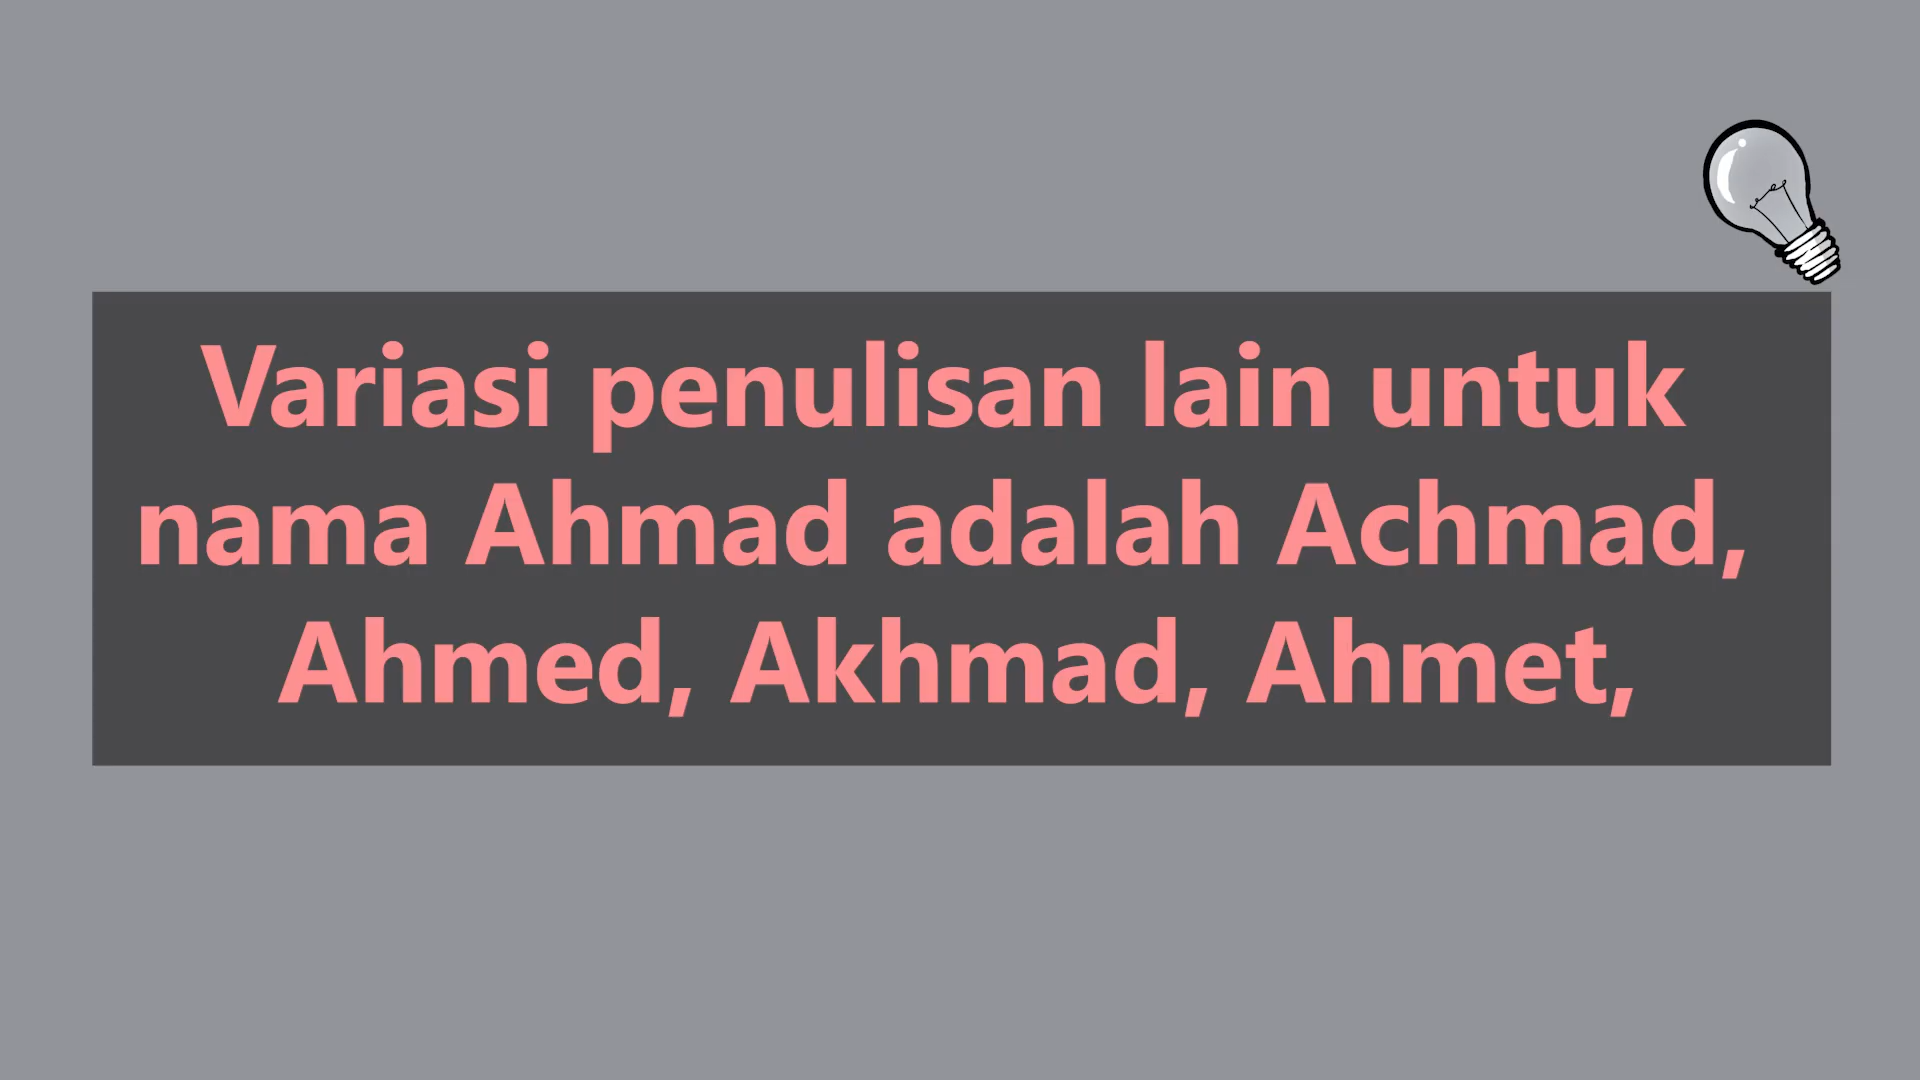 Variasi penulisan lain untuk
nama Ahmad adalah Achmad,
Ahmed, Akhmad, Ahmet,